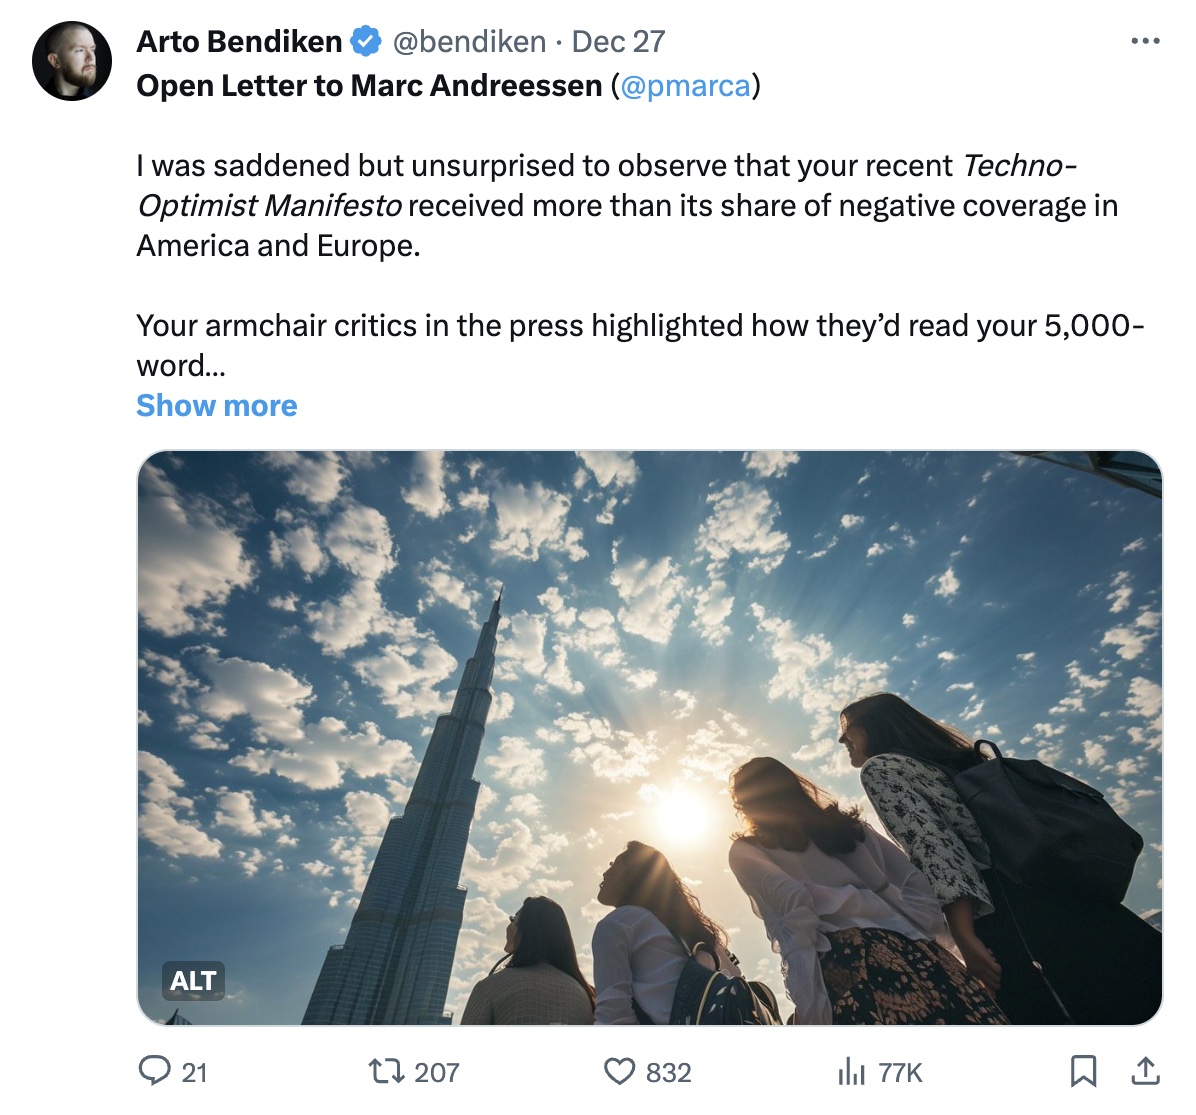 Arto Bendiken @bendiken · Dec 27
Open Letter to Marc Andreessen (@pmarca)
I was saddened but unsurprised to observe that your recent Techno-
Optimist Manifesto received more than its share of negative coverage in
America and Europe.
Your armchair critics in the press highlighted how they’d read your 5,000-
word…
Show more
ALT
21 207 832 77K